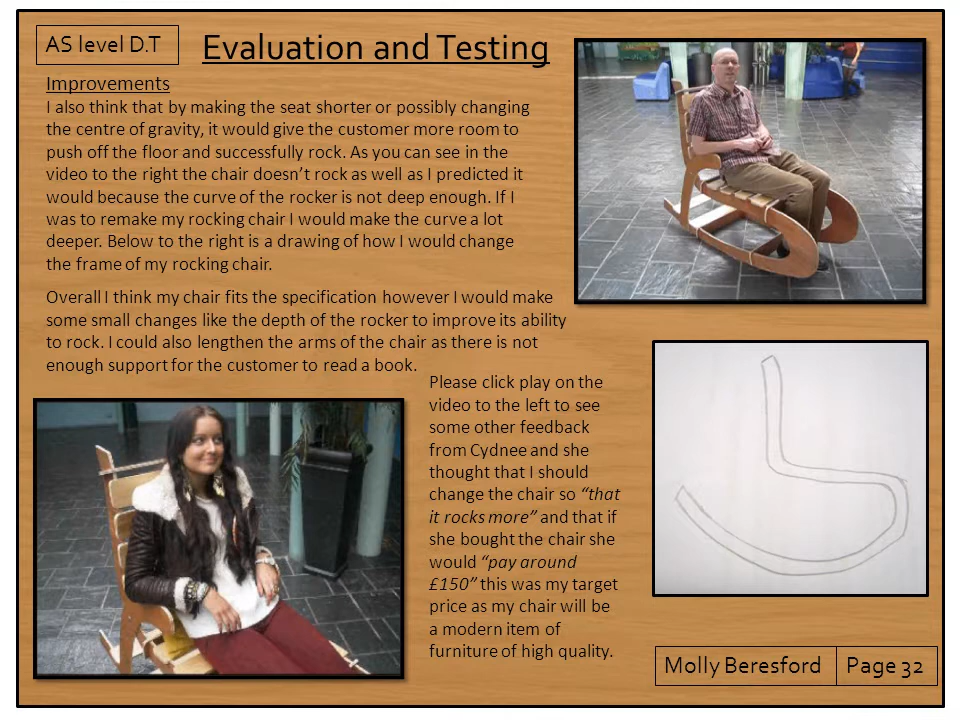 AS level D.T
Evaluation and Testing
Improvements
I also think that by making the seat shorter or possibly changing
the centre of gravity, it would give the customer more room to
push off the floor and successfully rock. As you can see in the
video to the right the chair doesn’t rock as well as I predicted it
would because the curve of the rocker is not deep enough. If I
was to remake my rocking chair I would make the curve a lot
deeper. Below to the right is a drawing of how I would change
the frame of my rocking chair.
Overall I think my chair fits the specification however I would make
some small changes like the depth of the rocker to improve its ability
to rock. I could also lengthen the arms of the chair as there is not
enough support for the customer to read a book.
Please click play on the
video to the left to see
some other feedback
from Cydnee and she
thought that I should
change the chair so “that
it rocks more” and that if
she bought the chair she
would “pay around
£150” this was my target
price as my chair will be
a modern item of
furniture of high quality.
Molly Beresford
Page 32